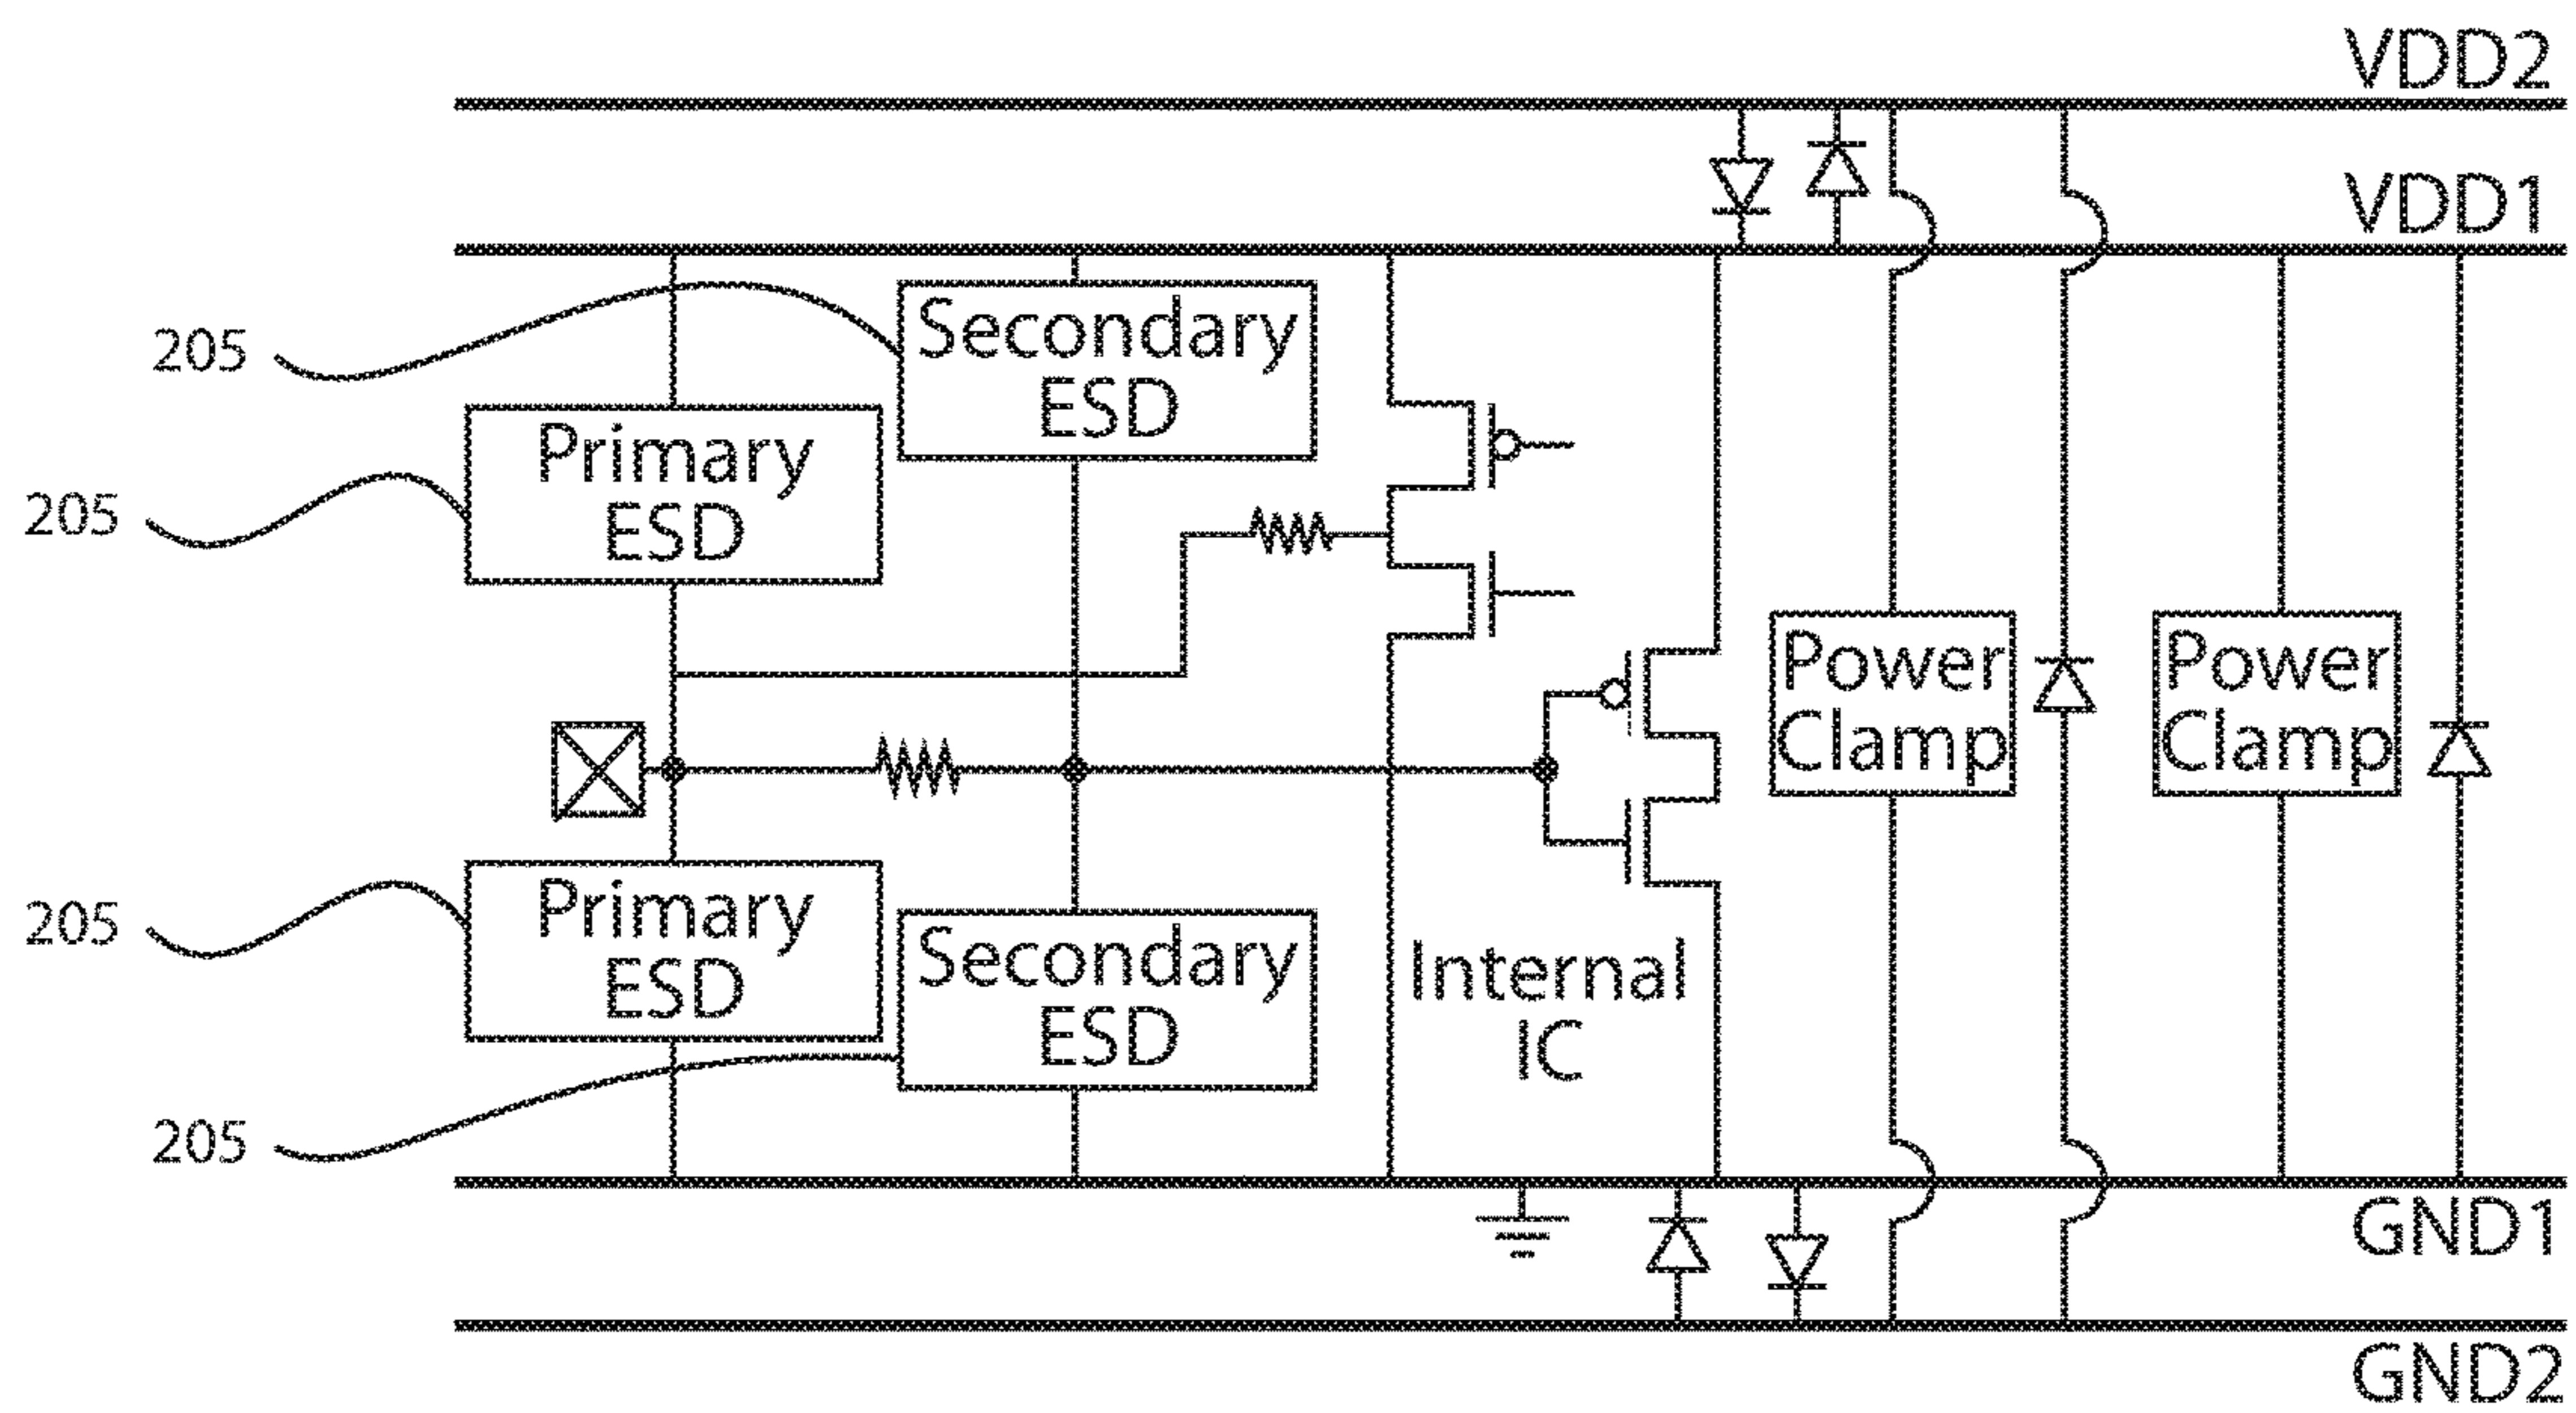 VDD2
VDD1
205
Secondary
ESD
Primary
ESD
205
Power
Clamp
Power
Clamp
Primary
ESD
205
Secondary
ESD
Internal
IC
205
GND1
GND2